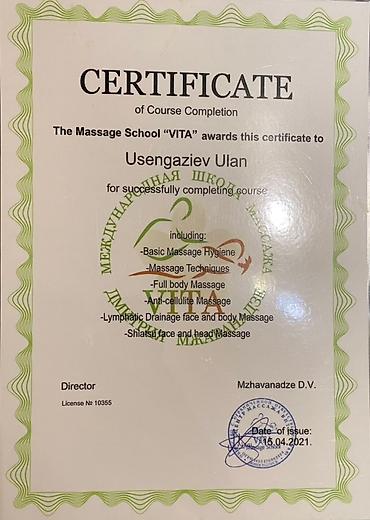 CERTIFICATE
of Course Completion
The Massage School “VITA” awards this certificate to
Usengaziev Ulan
for successfully completing course
МЕЖДУНАРОДНАЯ ШКОЛА МАССАЖА
including:
-Basic Massage Hygiene
-Massage Techniques
-Full body Massage
VITA
-Anti-cellulite Massage
-Lymphatic Drainage face and body Massage
-Shiatsu face and head Massage
ДМИТРИЯ МЖАВАНАДЗЕ
Director
Mzhavanadze D.V.
License № 10355
Date of issue:
15.04.2021.